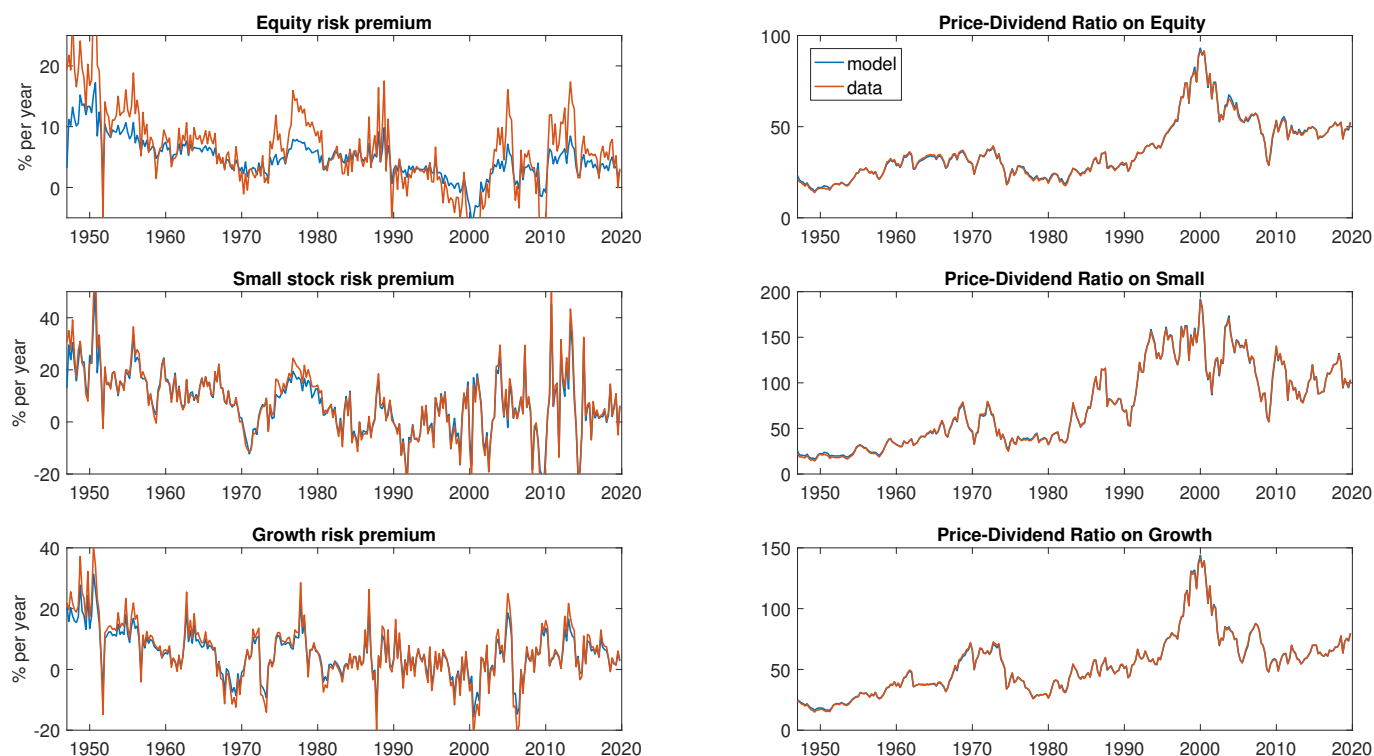 Equity risk premium
% per year
20
10
0
1950 1960 1970 1980 1990 2000 2010 2020
Price-Dividend Ratio on Equity
model
data
100
50
0
1950 1960 1970 1980 1990 2000 2010 2020
Small stock risk premium
% per year
40
20
0
-20
1950 1960 1970 1980 1990 2000 2010 2020
Price-Dividend Ratio on Small
200
150
100
50
0
1950 1960 1970 1980 1990 2000 2010 2020
Growth risk premium
% per year
40
20
0
-20
1950 1960 1970 1980 1990 2000 2010 2020
Price-Dividend Ratio on Growth
150
100
50
0
1950 1960 1970 1980 1990 2000 2010 2020